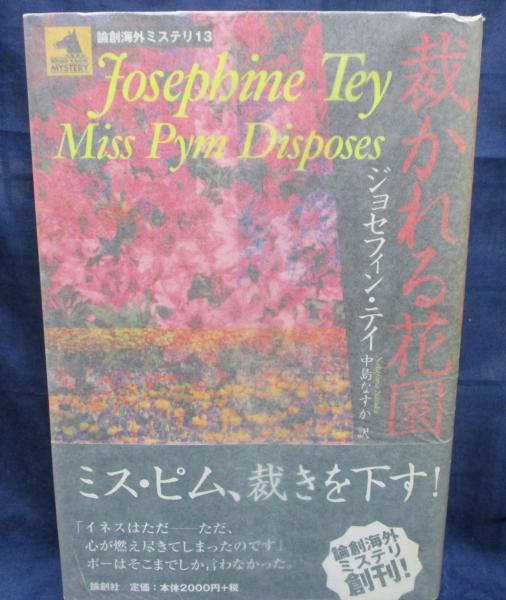 論創海外ミステリ13
MYSTERY
Josephine Tey
Miss Pym Disposes
裁かれる花園
ジョセフィン・テイ
中島なすか 訳
ミス・ピム、裁きを下す!
「イネスはただ――ただ、
心が燃え尽きてしまったのです」
ボーはそこまでしか言わなかった。
論創社/定価:本体2000円+税
論創海外
ミステリ
創刊!